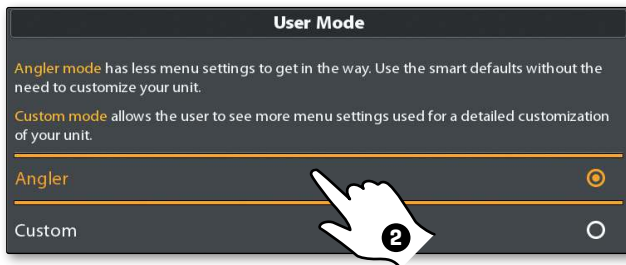 User Mode
Angler mode has less menu settings to get in the way. Use the smart defaults without the
need to customize your unit.
Custom mode allows the user to see more menu settings used for a detailed customization
of your unit.
Angler
Custom
2